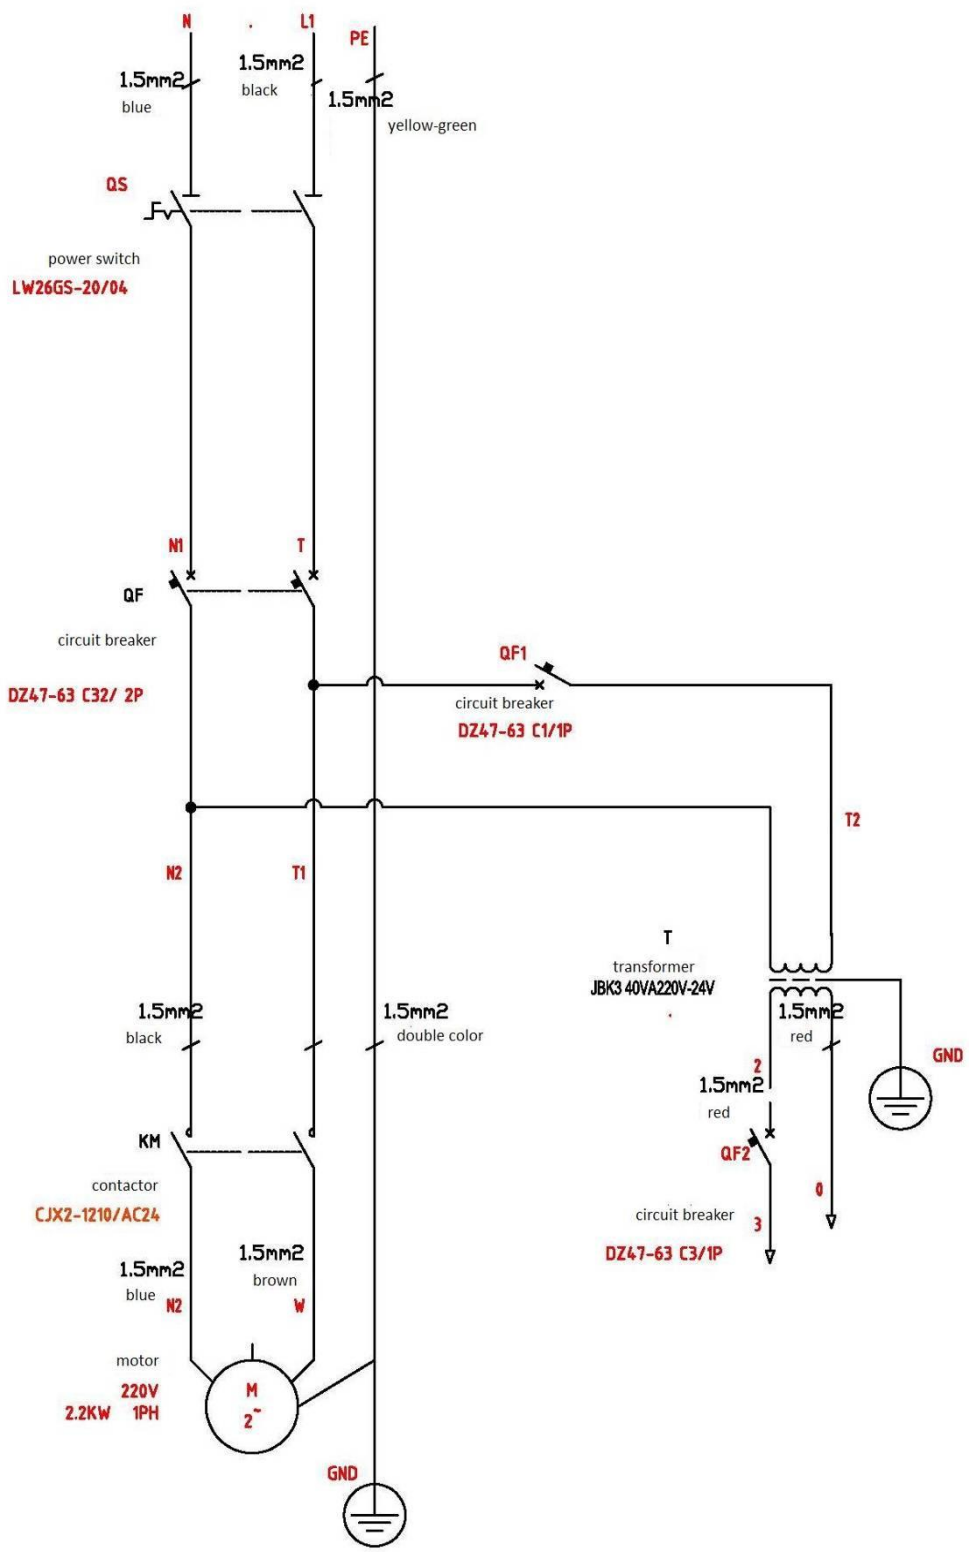 N
L1
PE
1.5mm2
blue
1.5mm2
black
1.5mm2
yellow-green
QS
power switch
LW26GS-20/04
N1
T
QF
circuit breaker
DZ47-63 C32/ 2P
QF1
circuit breaker
DZ47-63 C1/1P
T2
N2
T1
T
transformer
JBK3 40VA220V-24V
1.5mm2
black
1.5mm2
double color
1.5mm2
red
GND
2
1.5mm2
red
KM
contactor
CJX2-1210/AC24
QF2
0
circuit breaker
3
DZ47-63 C3/1P
1.5mm2
blue
N2
1.5mm2
brown
W
motor
220V
2.2KW 1PH
M
2~
GND